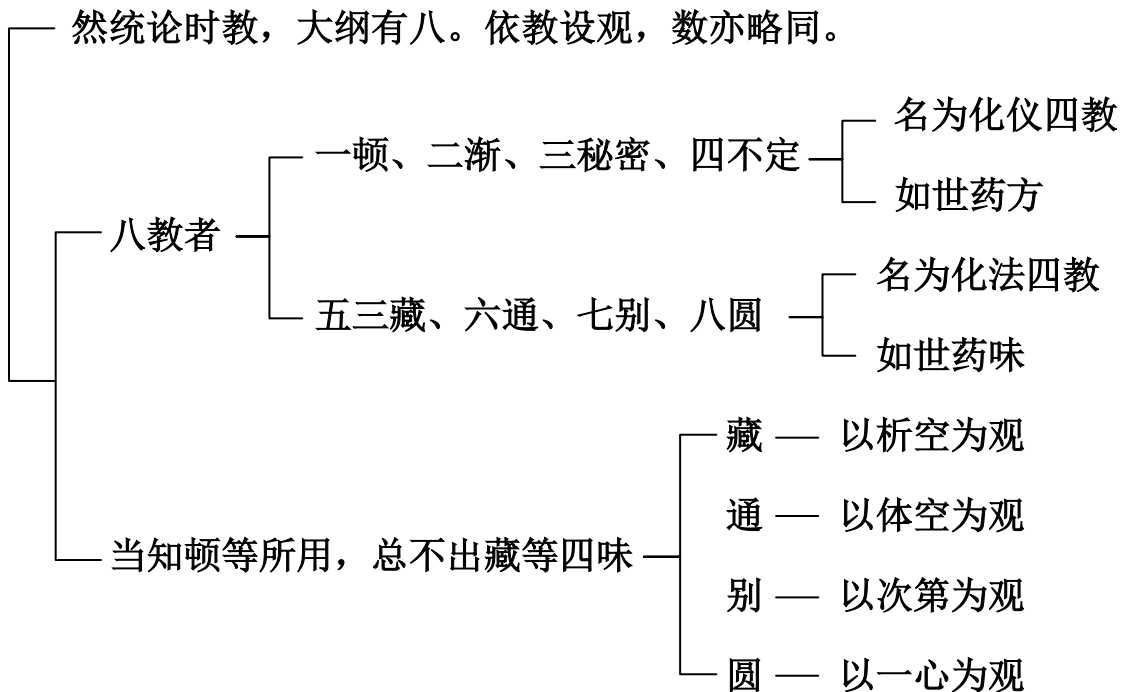 然统论时教，大纲有八。依教设观，数亦略同。
八教者
一顿、二渐、三秘密、四不定
名为化仪四教
如世药方
五三藏、六通、七别、八圆
名为化法四教
如世药味
当知顿等所用，总不出藏等四味
藏 — 以析空为观
通 — 以体空为观
别 — 以次第为观
圆 — 以一心为观